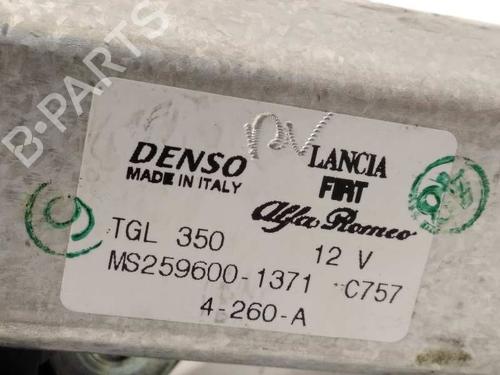 B-PARTS
DENSO
MADE IN ITALY
LANCIA
FIAT
Alfa Romeo
TGL 350
12 V
MS259600-1371
C757
4-260-A